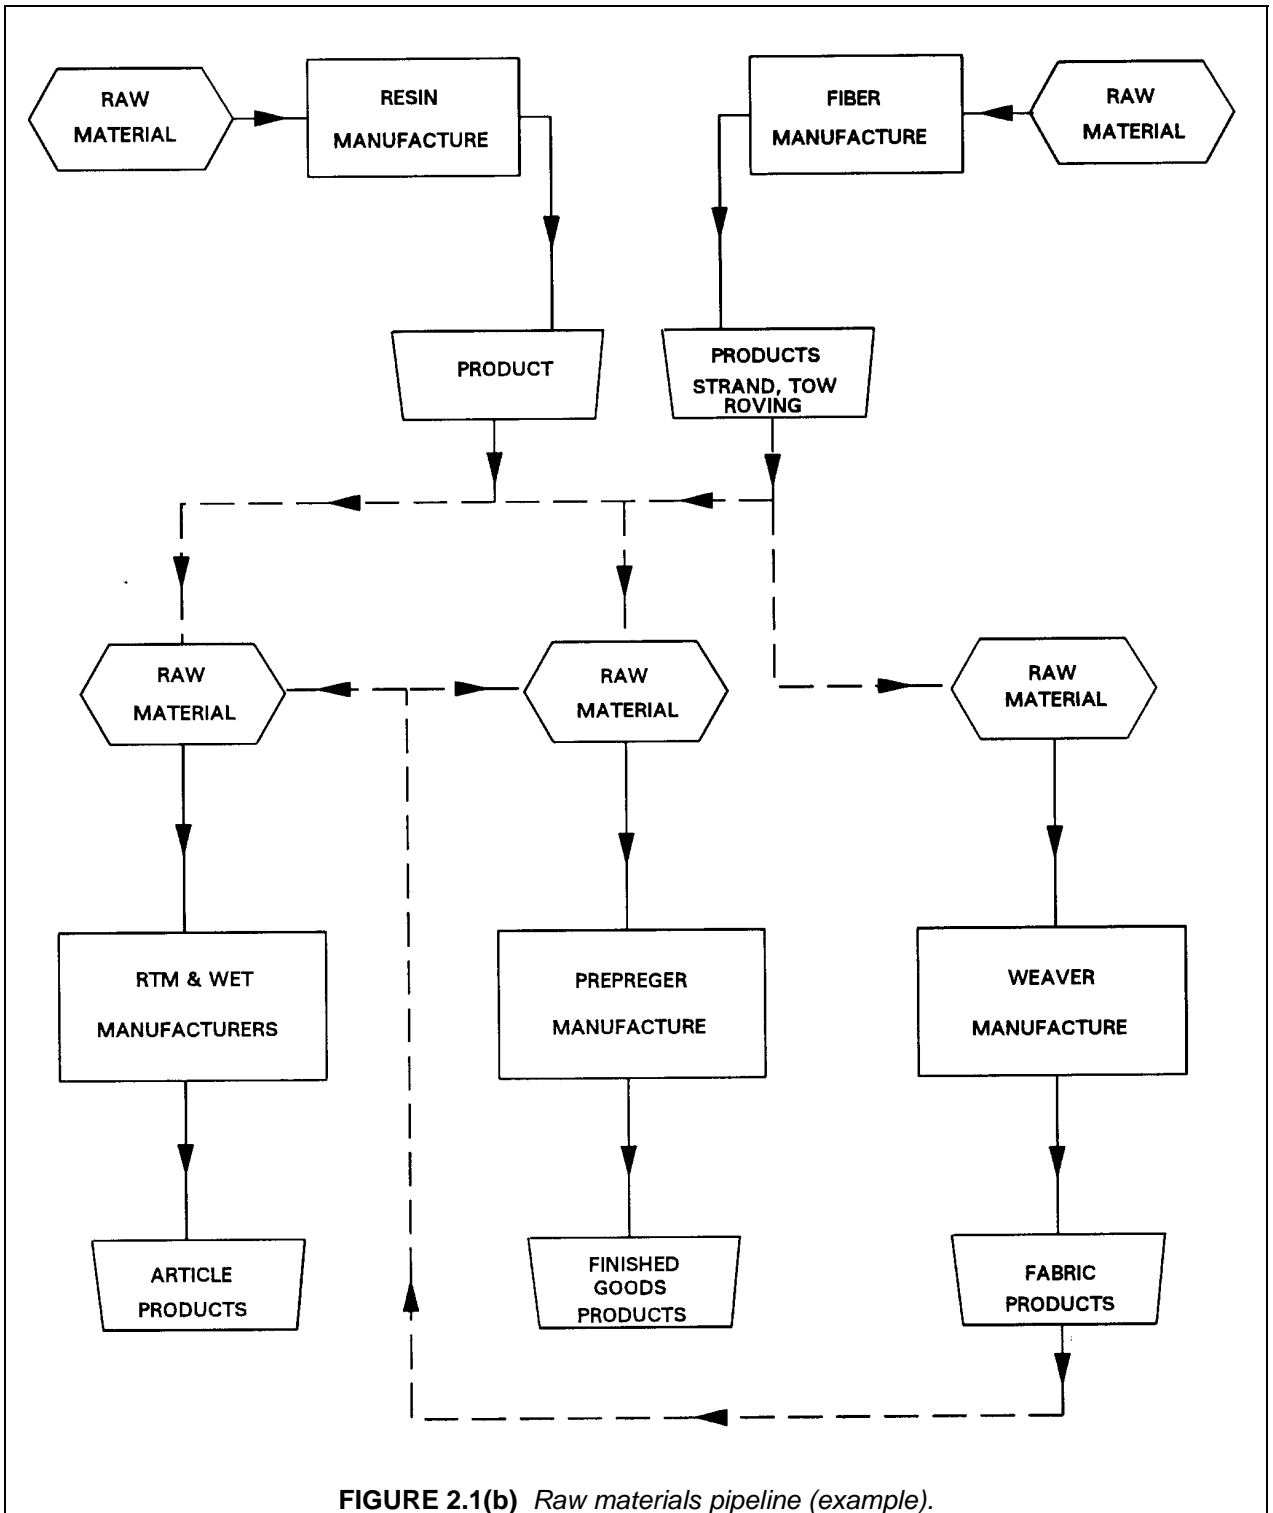 RAW
MATERIAL
RESIN
MANUFACTURE
FIBER
MANUFACTURE
RAW
MATERIAL
PRODUCT
PRODUCTS
STRAND, TOW
ROVING
RAW
MATERIAL
RAW
MATERIAL
RAW
MATERIAL
RTM & WET
MANUFACTURERS
PREPREGER
MANUFACTURE
WEAVER
MANUFACTURE
ARTICLE
PRODUCTS
FINISHED
GOODS
PRODUCTS
FABRIC
PRODUCTS
FIGURE 2.1(b) Raw materials pipeline (example).